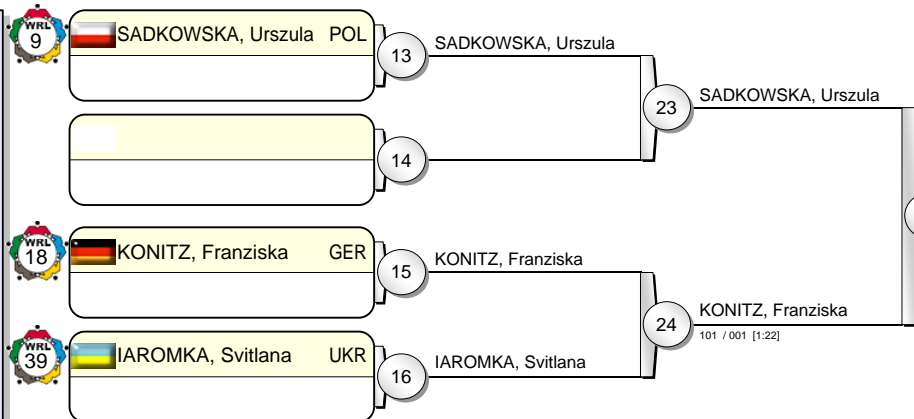 WRL
9
SADKOWSKA, Urszula POL
13
SADKOWSKA, Urszula
23
SADKOWSKA, Urszula
14
WRL
18
KONITZ, Franziska GER
15
KONITZ, Franziska
24
KONITZ, Franziska
101 / 001 [1:22]
WRL
39
IAROMKA, Svitlana UKR
16
IAROMKA, Svitlana